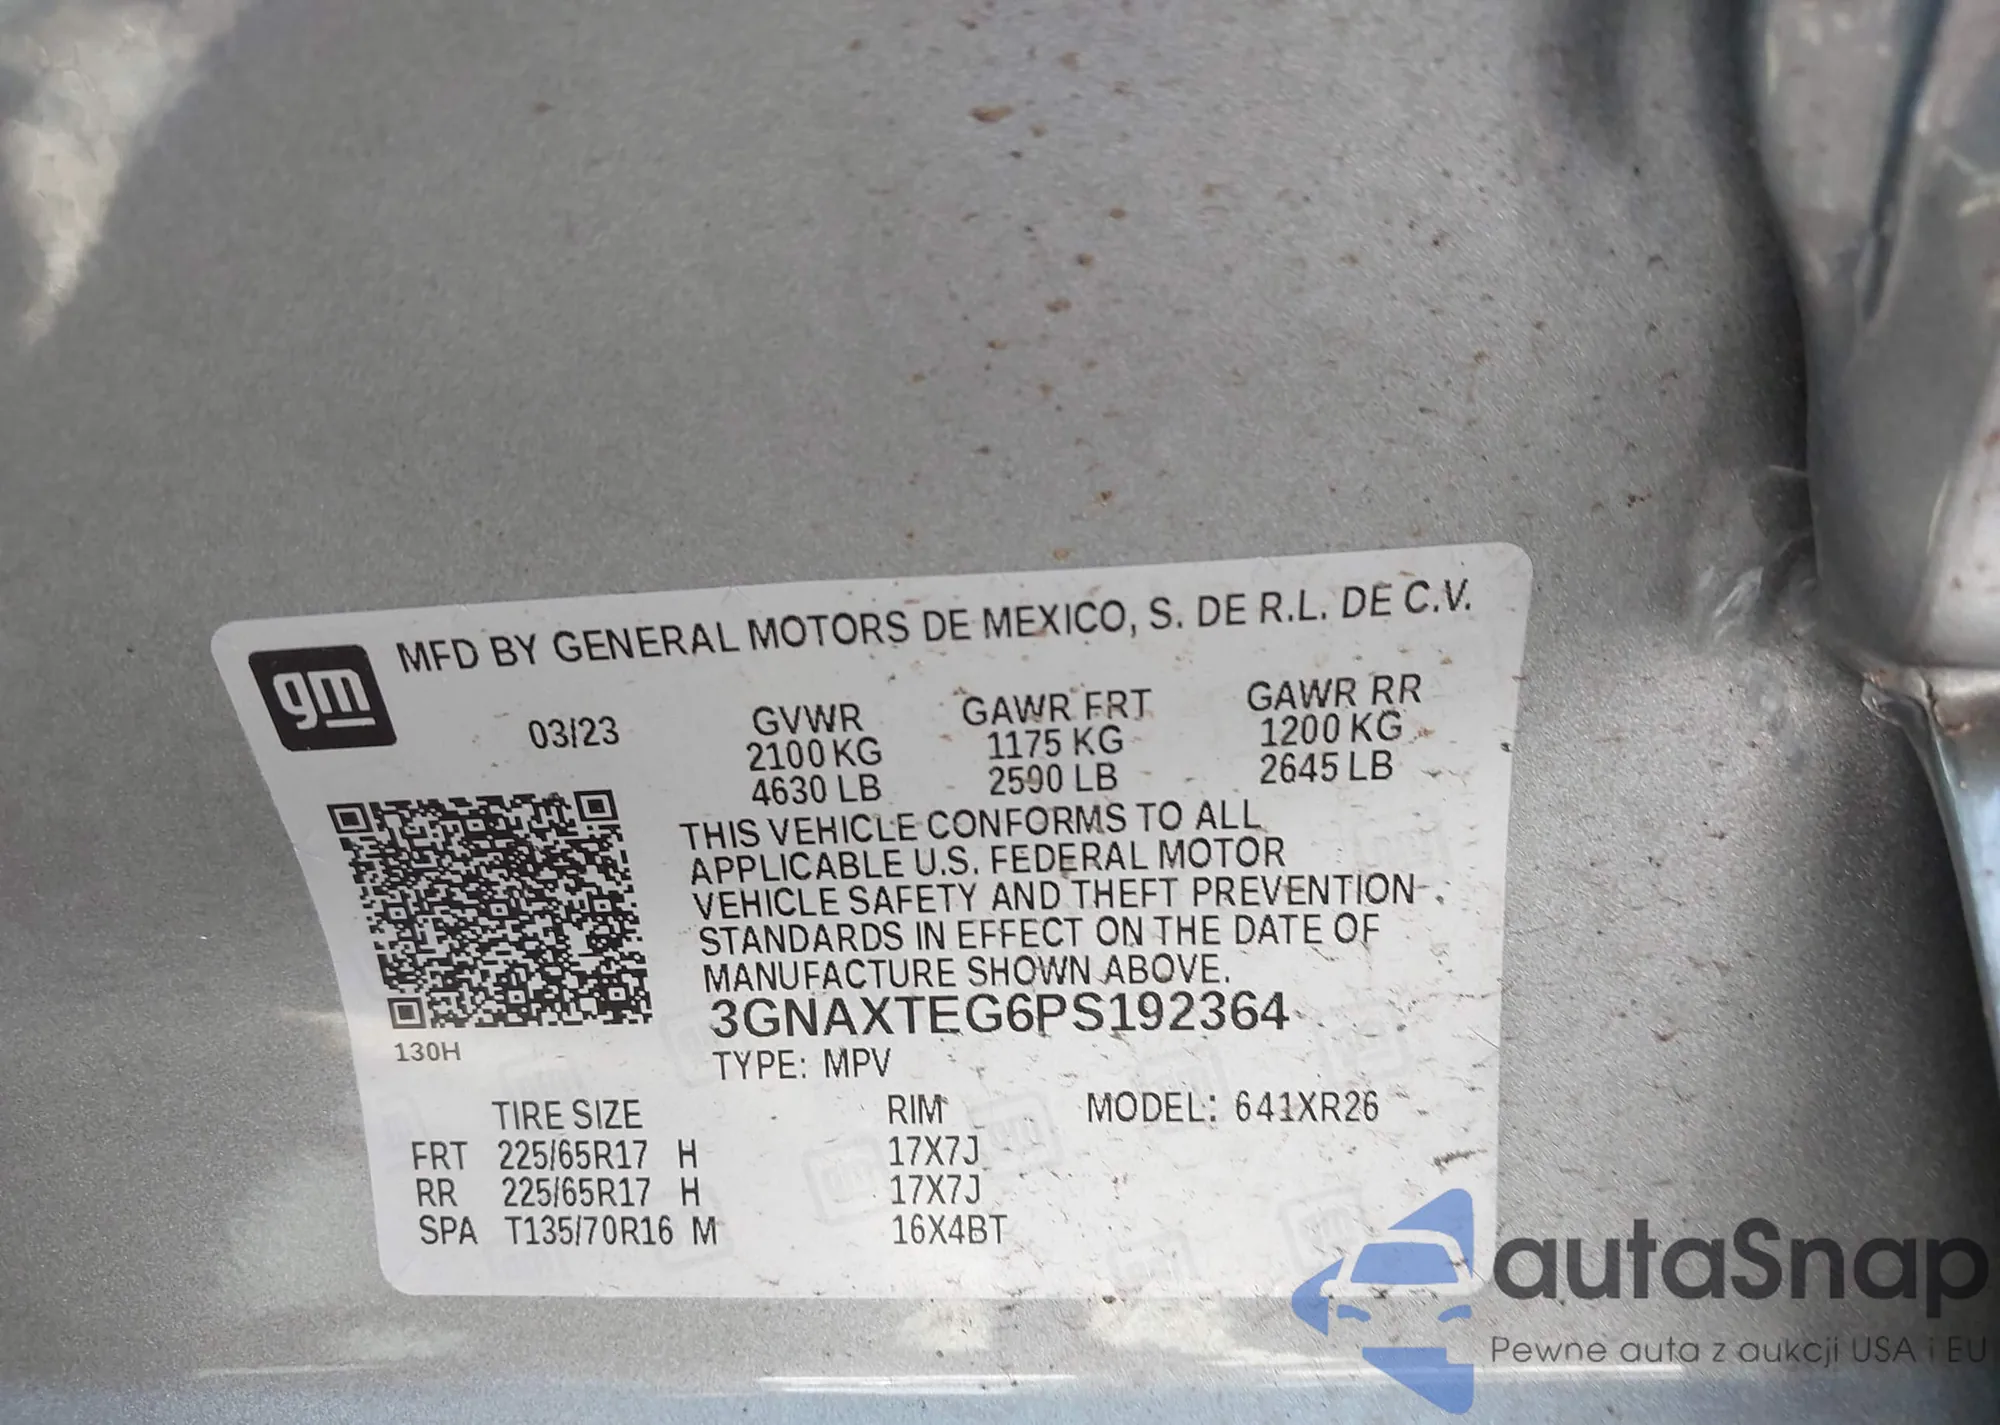 gm
MFD BY GENERAL MOTORS DE MEXICO, S. DE R.L. DE C.V.
03/23 GVWR GAWR FRT GAWR RR
2100 KG 1175 KG 1200 KG
4630 LB 2590 LB 2645 LB
THIS VEHICLE CONFORMS TO ALL
APPLICABLE U.S. FEDERAL MOTOR
VEHICLE SAFETY AND THEFT PREVENTION
STANDARDS IN EFFECT ON THE DATE OF
MANUFACTURE SHOWN ABOVE.
3GNAXTEG6PS192364
130H
TYPE: MPV
TIRE SIZE RIM MODEL: 641XR26
FRT 225/65R17 H 17X7J
RR 225/65R17 H 17X7J
SPA T135/70R16 M 16X4BT
autaSnap
Pewne auta z aukcji USA i EU